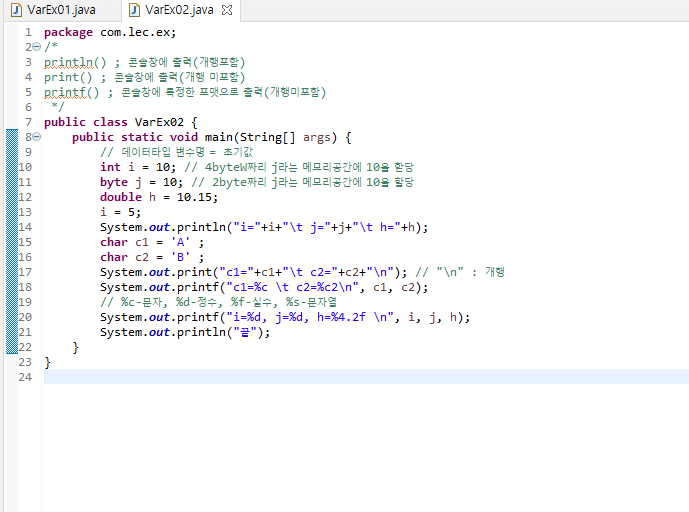 VarEx01.java VarEx02.java
1 package com.lec.ex;
2 /*
3 println() ; 콘솔창에 출력(개행포함)
4 print() ; 콘솔창에 출력(개행 미포함)
5 printf() ; 콘솔창에 특정한 포맷으로 출력(개행미포함)
6 */
7 public class VarEx02 {
8 public static void main(String[] args) {
9 // 데이터타입 변수명 = 초기값
10 int i = 10; // 4byteW짜리 j라는 메모리공간에 10을 할당
11 byte j = 10; // 2byte짜리 j라는 메모리공간에 10을 할당
12 double h = 10.15;
13 i = 5;
14 System.out.println("i="+i+"\t j="+j+"\t h="+h);
15 char c1 = 'A' ;
16 char c2 = 'B' ;
17 System.out.print("c1="+c1+"\t c2="+c2+"\n"); // "\n" : 개행
18 System.out.printf("c1=%c \t c2=%c2\n", c1, c2);
19 // %c-문자, %d-정수, %f-실수, %s-문자열
20 System.out.printf("i=%d, j=%d, h=%4.2f \n", i, j, h);
21 System.out.println("끝");
22 }
23 }
24